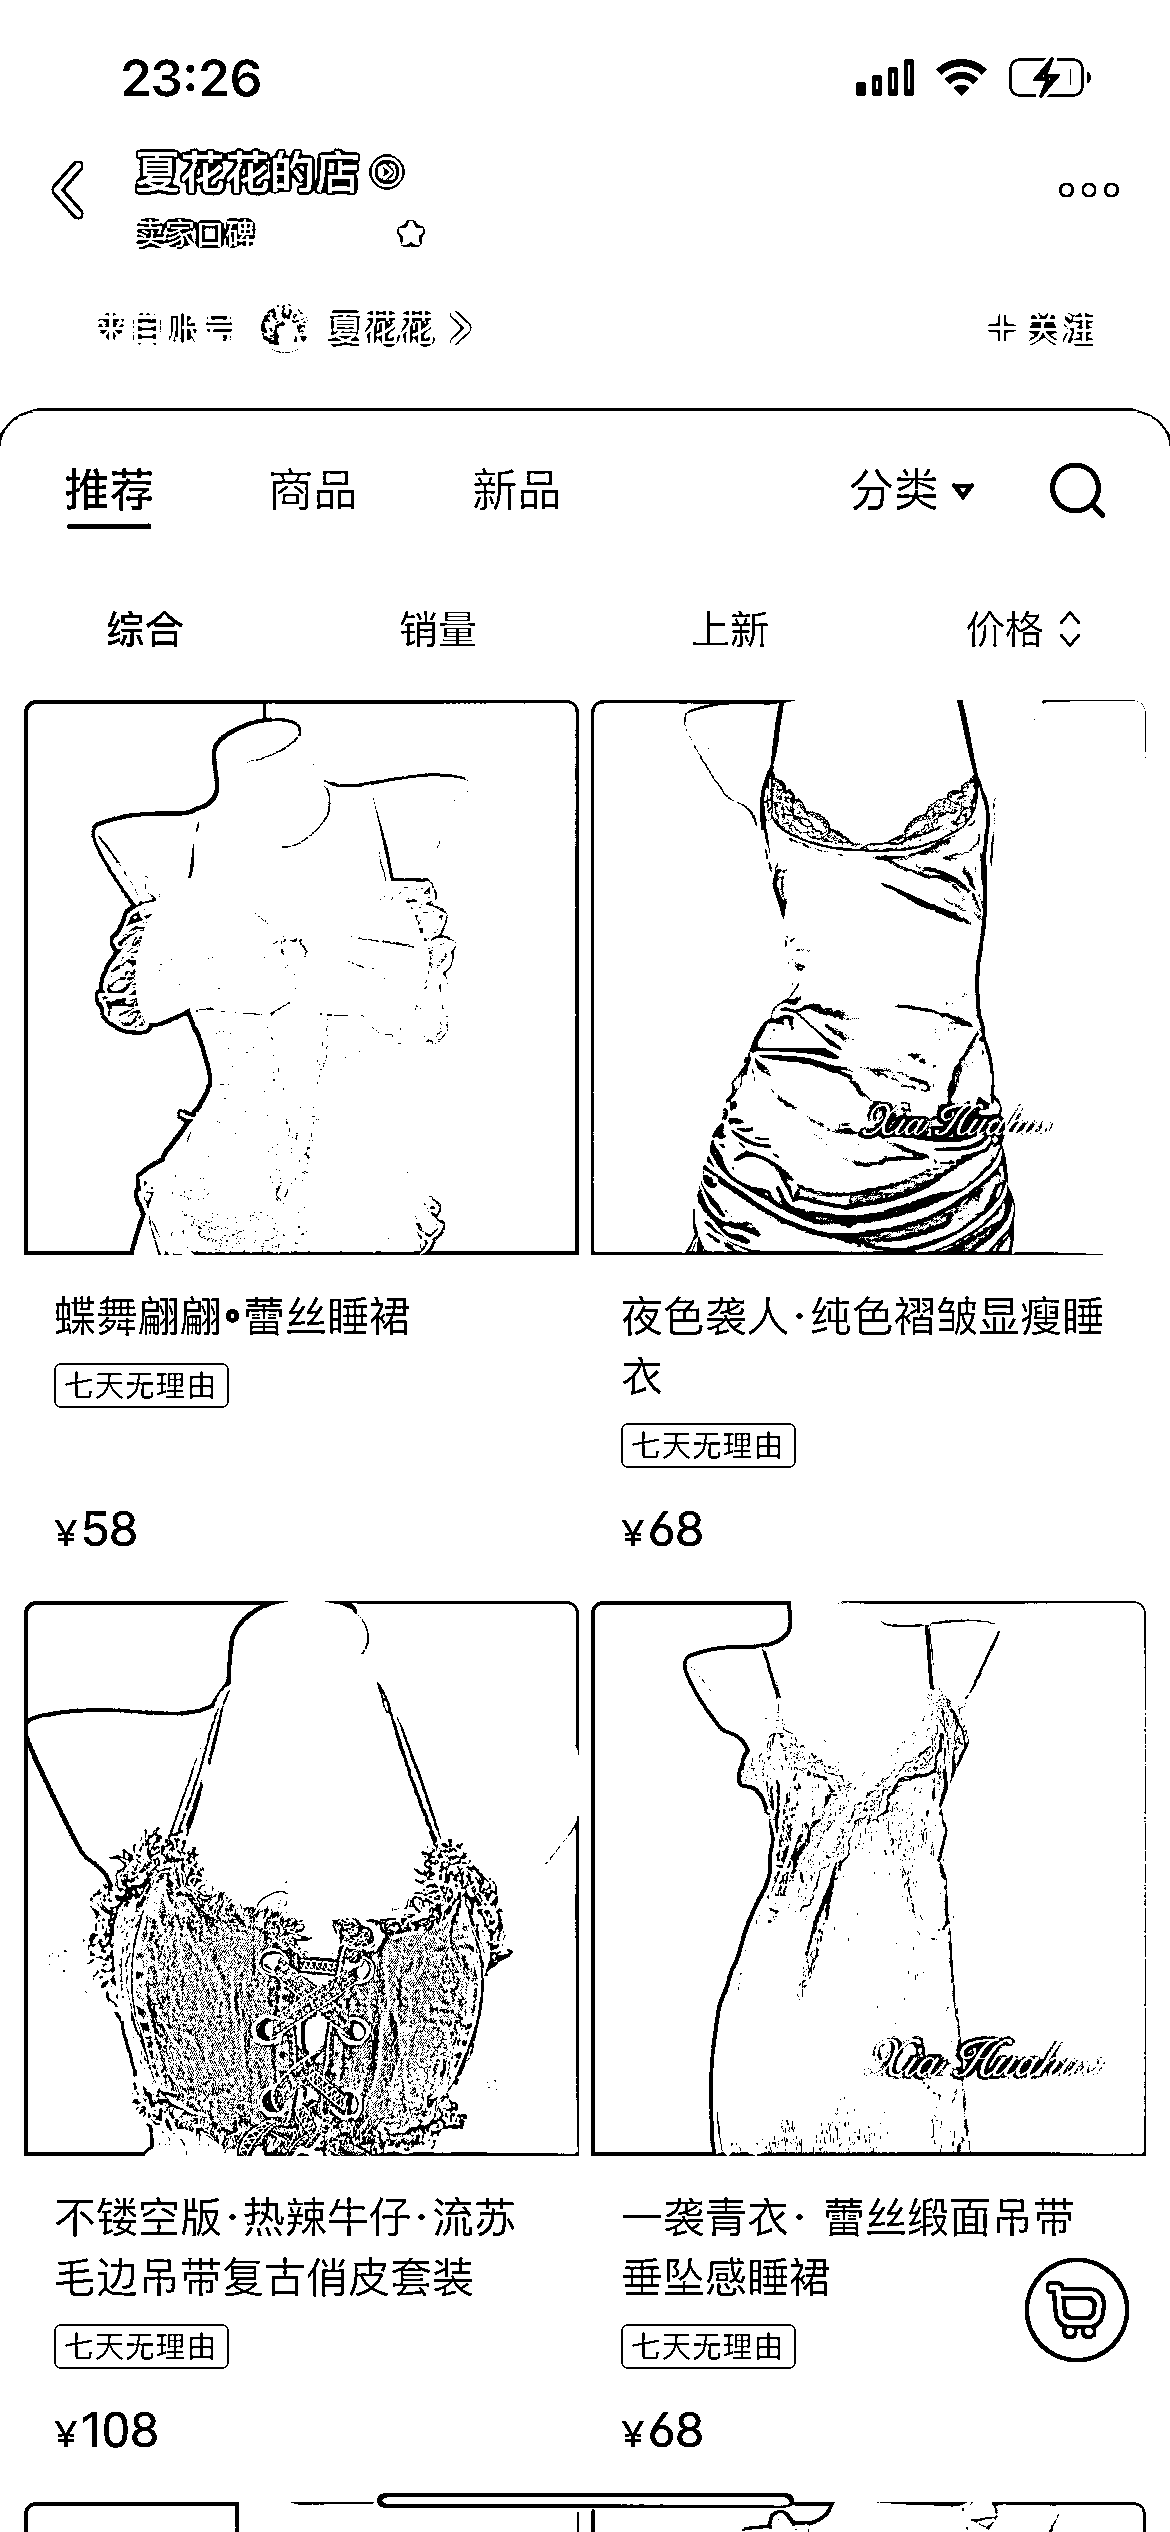 23:26
夏花花的店
卖家口碑
来自账号 夏花花
+ 关注
推荐 商品 新品 分类
综合 销量 上新 价格
蝶舞翩翩•蕾丝睡裙
七天无理由
¥58
Xia Huahua
夜色袭人·纯色褶皱显瘦睡
衣
七天无理由
¥68
不镂空版·热辣牛仔·流苏
毛边吊带复古俏皮套装
七天无理由
¥108
Xia Huahua
一袭青衣· 蕾丝缎面吊带
垂坠感睡裙
七天无理由
¥68